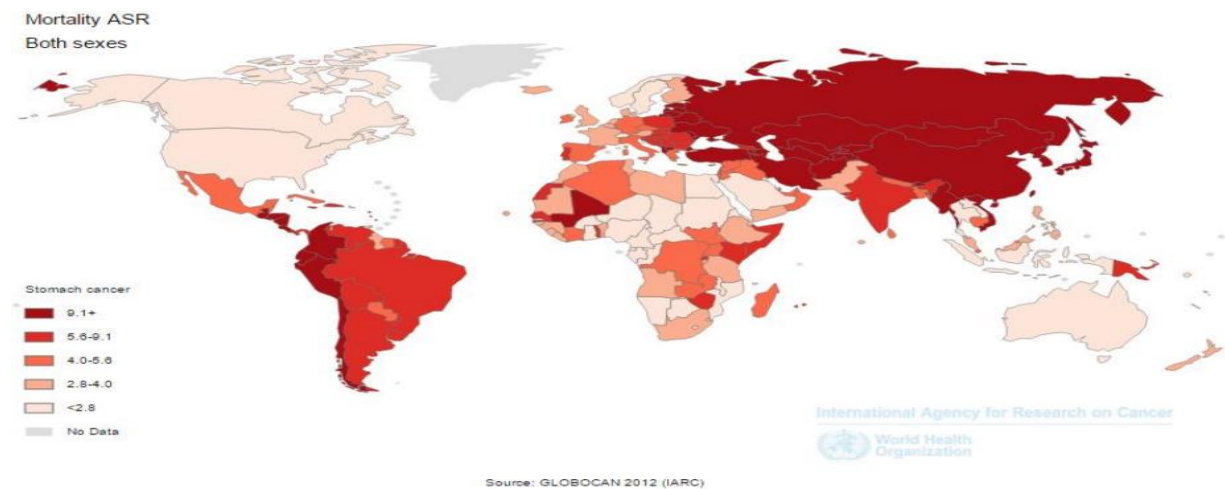 Mortality ASR
Both sexes
Stomach cancer
9.1+
5.6-9.1
4.0-5.6
2.8-4.0
<2.8
No Data
International Agency for Research on Cancer
World Health
Organization
Source: GLOBOCAN 2012 (IARC)